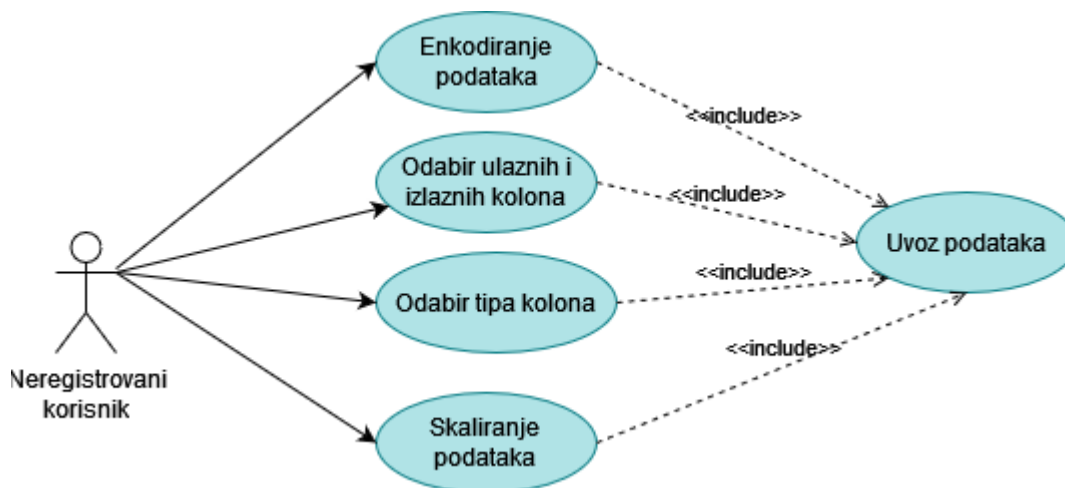 Enkodiranje
podataka
<<include>>
Odabir ulaznih i
izlaznih kolona
<<include>>
Uvoz podataka
Odabir tipa kolona
<<include>>
<<include>>
Neregistrovani
korisnik
Skaliranje
podataka